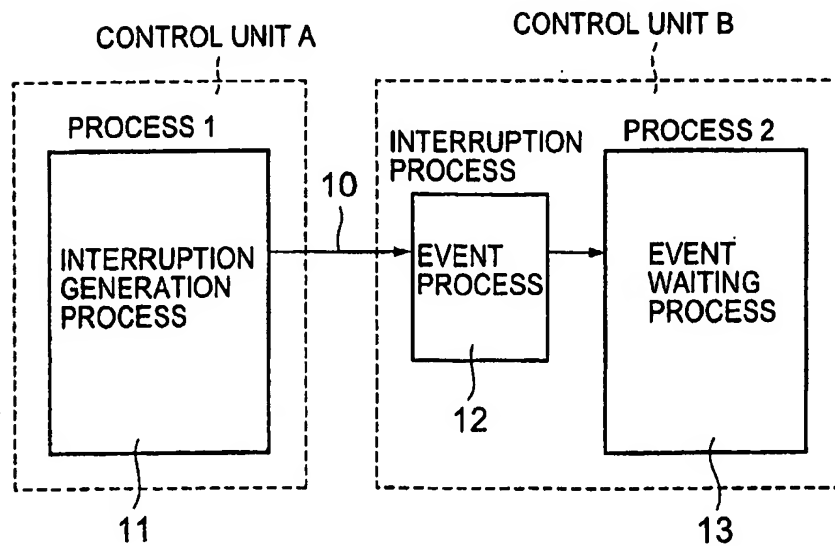 CONTROL UNIT A
CONTROL UNIT B
PROCESS 1
INTERRUPTION
PROCESS
PROCESS 2
10
INTERRUPTION
GENERATION
PROCESS
EVENT
PROCESS
EVENT
WAITING
PROCESS
12
11
13